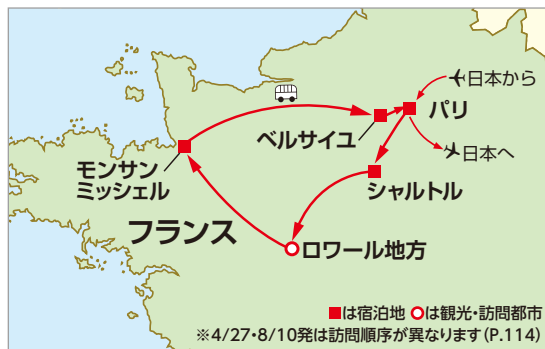 日本から
パリ
ベルサイユ
日本へ
モンサン
ミッシェル
シャルトル
フランス
ロワール地方
■は宿泊地 ○は観光・訪問都市
※4/27・8/10発は訪問順序が異なります(P.114)